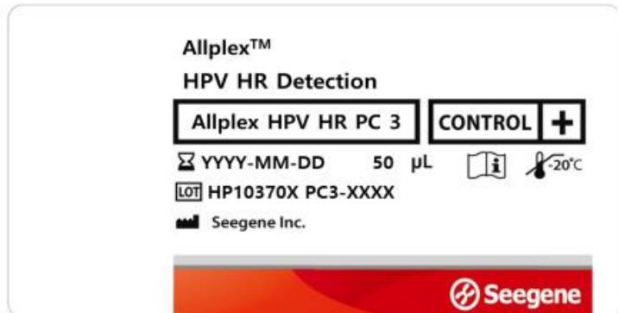 Allplex™
HPV HR Detection
Allplex HPV HR PC 3 CONTROL +
YYYY-MM-DD 50 μL -20°C
LOT HP10370X PC3-XXXX
Seegene Inc.
Seegene